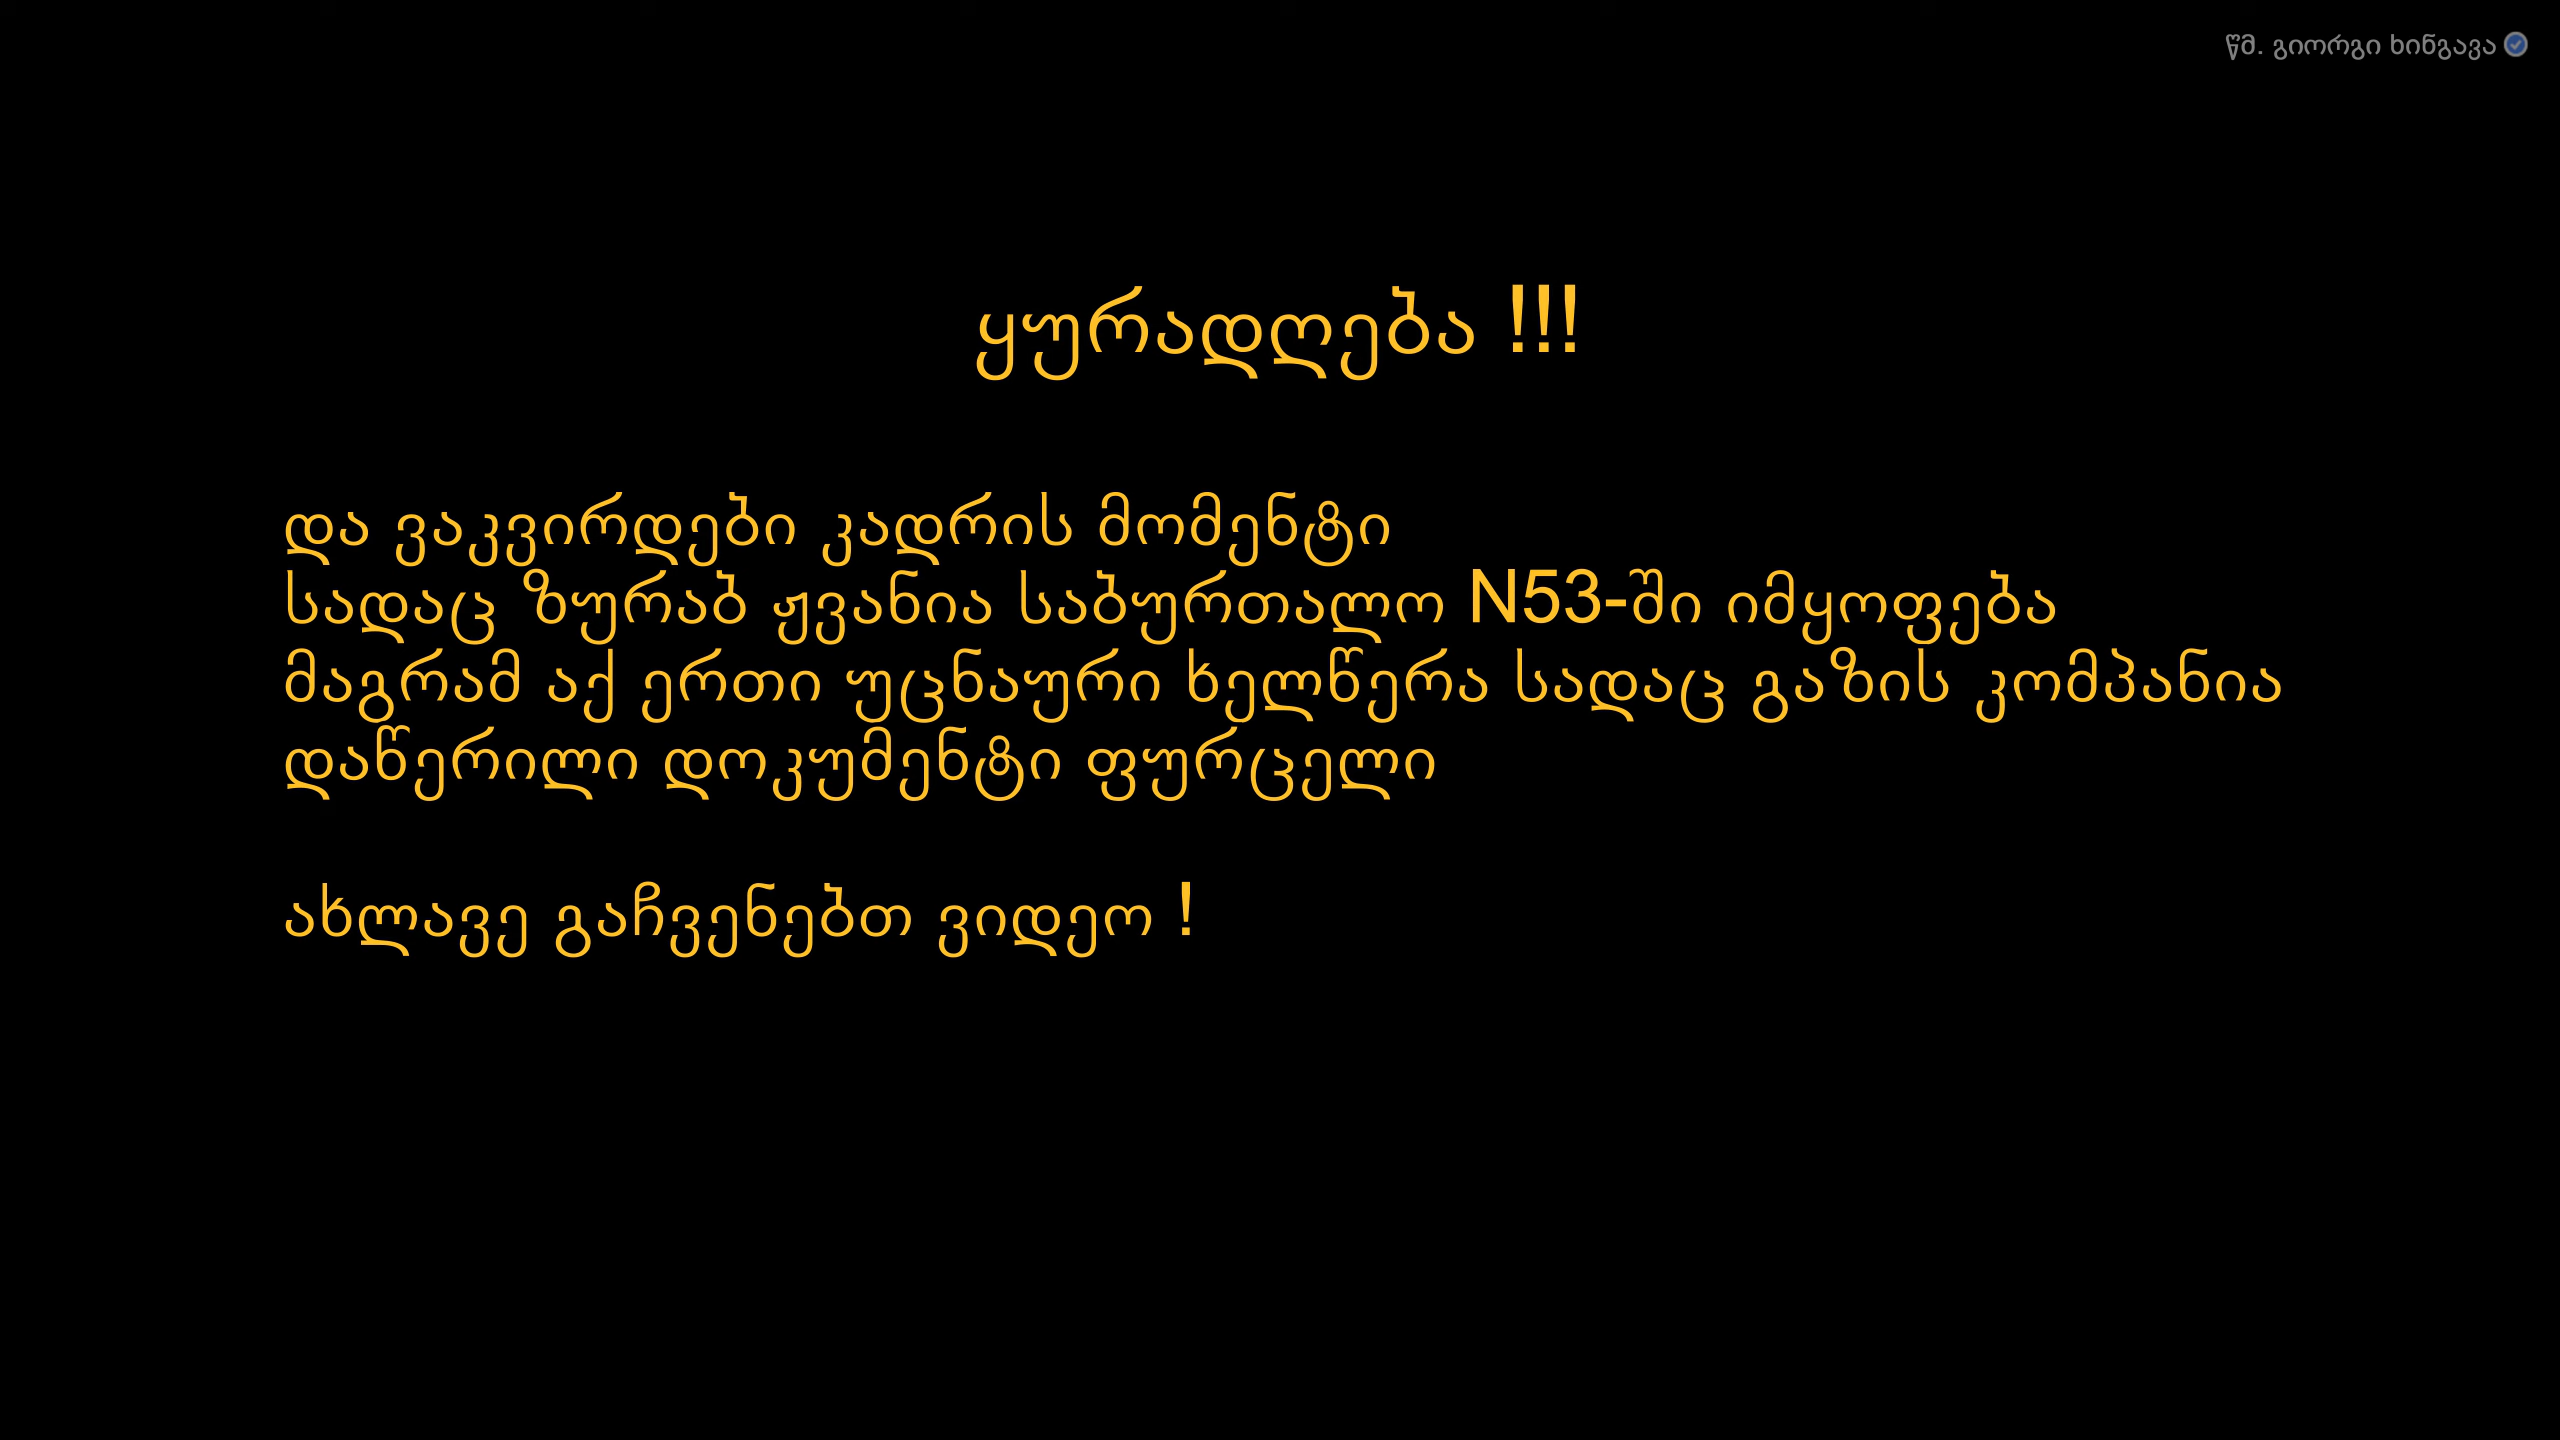 წმ. გიორგი ხინგავა
ყურადღება !!!
და ვაკვირდები კადრის მომენტი
სადაც ზურაბ ჟვანია საბურთალო N53-ში იმყოფება
მაგრამ აქ ერთი უცნაური ხელწერა სადაც გაზის კომპანია
დაწერილი დოკუმენტი ფურცელი
ახლავე გაჩვენებთ ვიდეო !